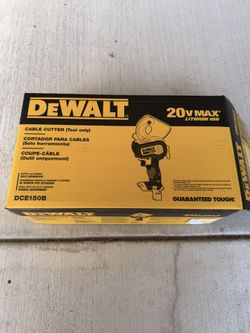 DEWALT
20V MAX*
LITHIUM ION
CABLE CUTTER (Tool only)
CORTADOR PARA CABLES
(Solo herramienta)
COUPE-CÂBLE
(Outil uniquement)
DCE150B
GUARANTEED TOUGH.